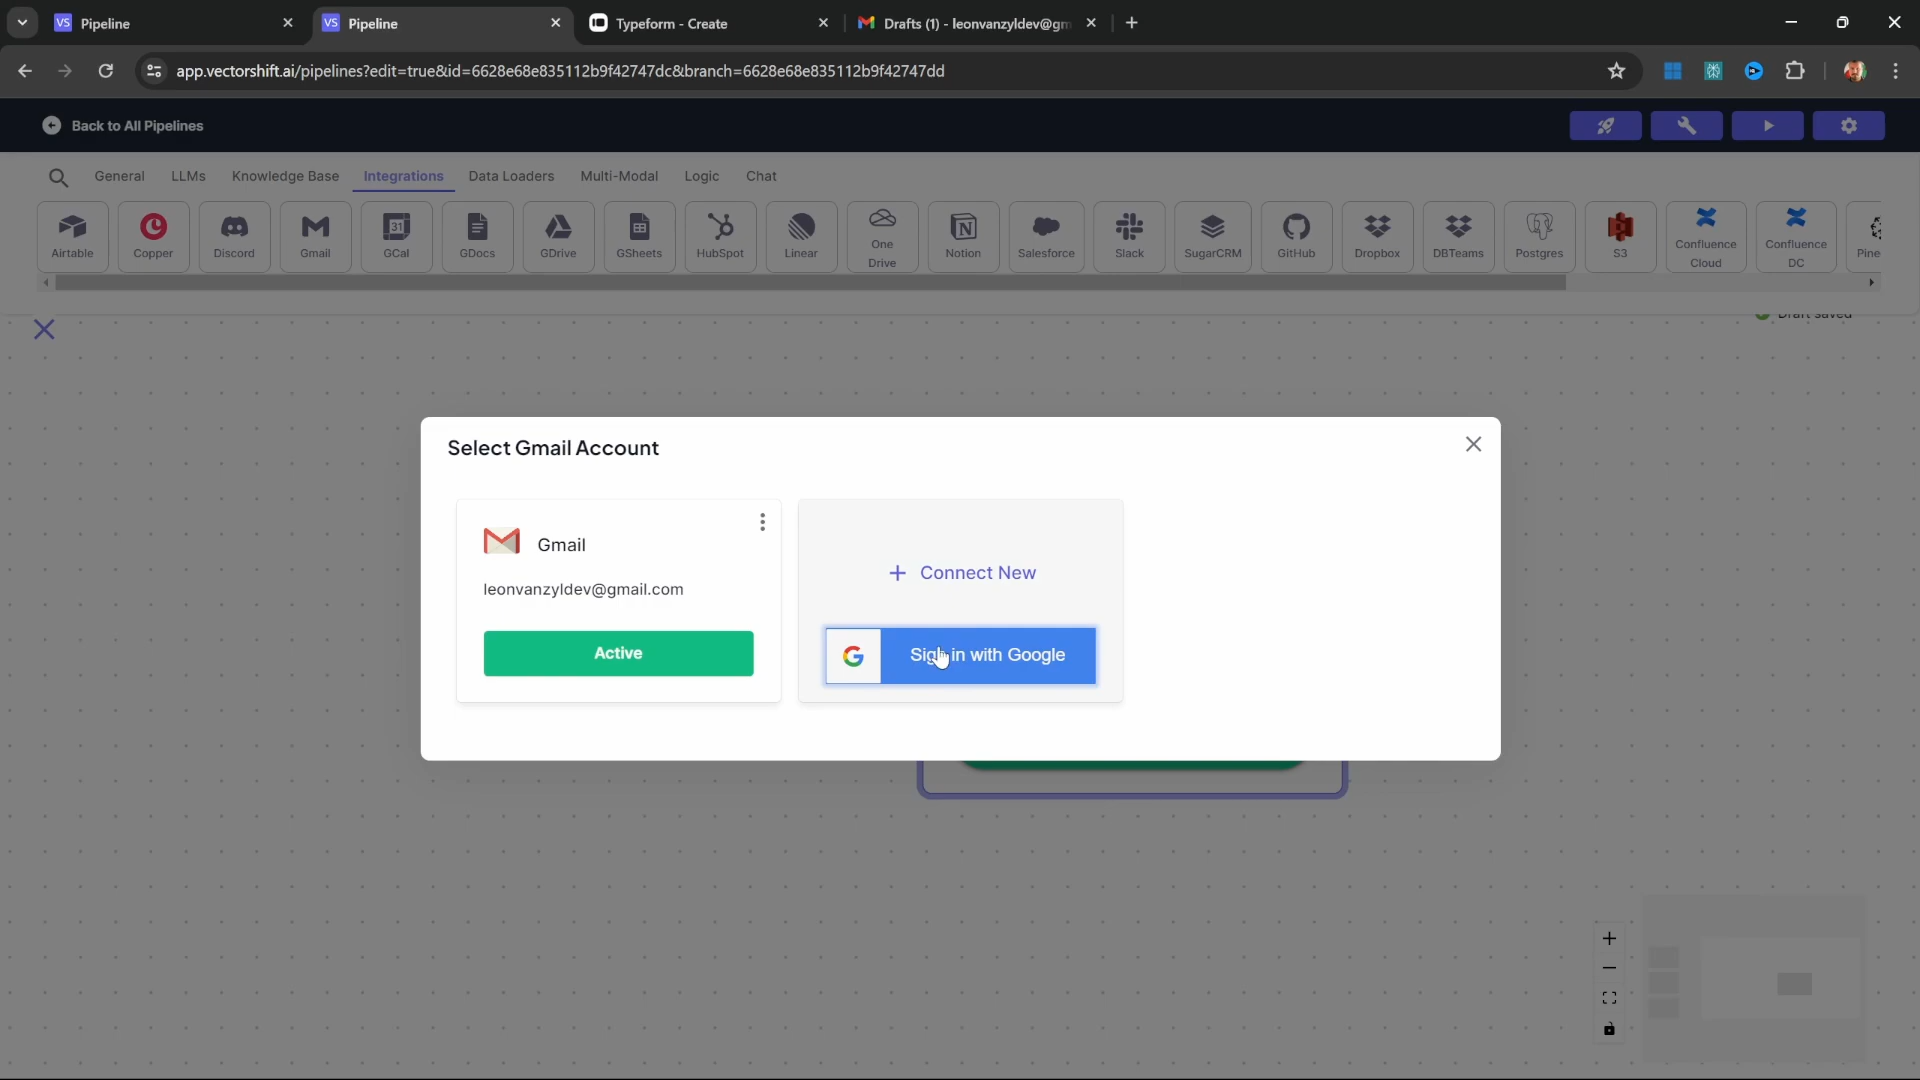 VS Pipeline
VS Pipeline
Typeform - Create
Drafts (1) - leonvanzyldev@gm
app.vectorshift.ai/pipelines?edit=true&id=6628e68e835112b9f42747dc&branch=6628e68e835112b9f42747dd
Back to All Pipelines
General LLMs Knowledge Base Integrations Data Loaders Multi-Modal Logic Chat
Airtable
Copper
Discord
Gmail
31
GCal
GDocs
GDrive
GSheets
HubSpot
Linear
One
Drive
Notion
Salesforce
Slack
SugarCRM
GitHub
Dropbox
DBTeams
Postgres
S3
Confluence
Cloud
Confluence
DC
Pine
Draft saved
Select Gmail Account
Gmail
leonvanzyldev@gmail.com
Active
+ Connect New
G Sign in with Google